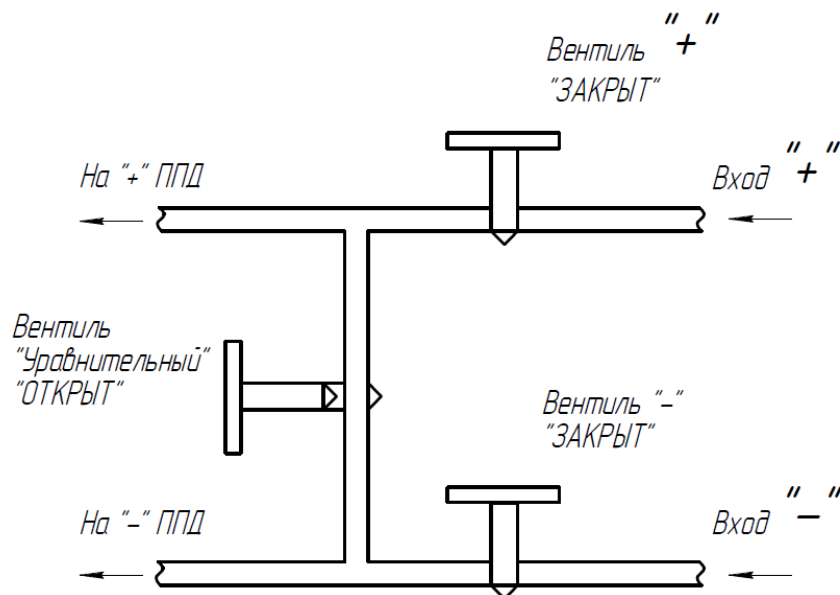 Вентиль "+"
"ЗАКРЫТ"
На "+" ППД
Вход "+"
Вентиль
"Уравнительный"
"ОТКРЫТ"
Вентиль "–"
"ЗАКРЫТ"
На "–" ППД
Вход "–"